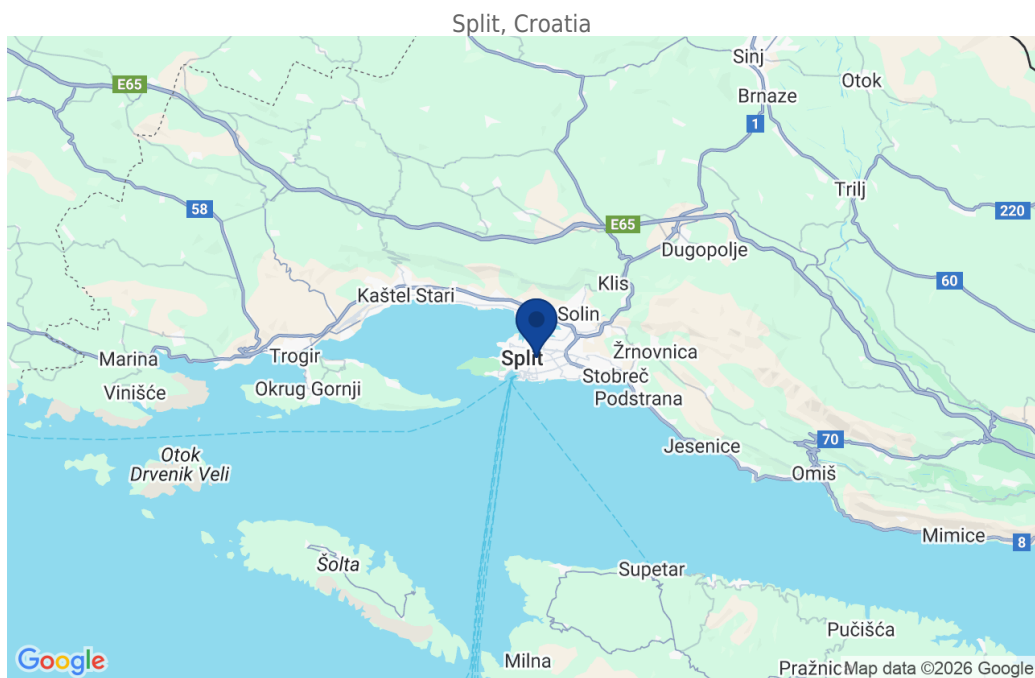 Split, Croatia
Sinj
Otok
E65
Brnaze
1
Trilj
58
220
E65
Dugopolje
60
Klis
Kaštel Stari
Solin
Žrnovnica
Split
Trogir
Marina
Stobreč
Okrug Gornji
Vinišće
Podstrana
70
Jesenice
Otok
Drvenik Veli
Omiš
Mimice
8
Šolta
Supetar
Pučišća
Google
Milna
Pražnic
Map data ©2026 Google